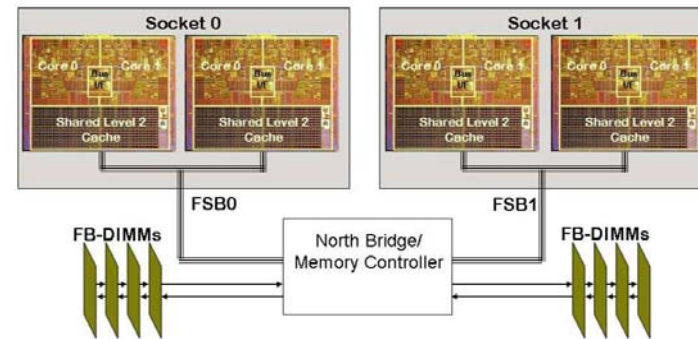 Socket 0
Socket 1
Core 0 Bus I/F Core 1
Core 0 Bus I/F Core 1
Core 0 Bus I/F Core 1
Core 0 Bus I/F Core 1
Shared Level 2
Cache
Shared Level 2
Cache
Shared Level 2
Cache
Shared Level 2
Cache
FSB0
FSB1
FB-DIMMs
North Bridge/
Memory Controller
FB-DIMMs